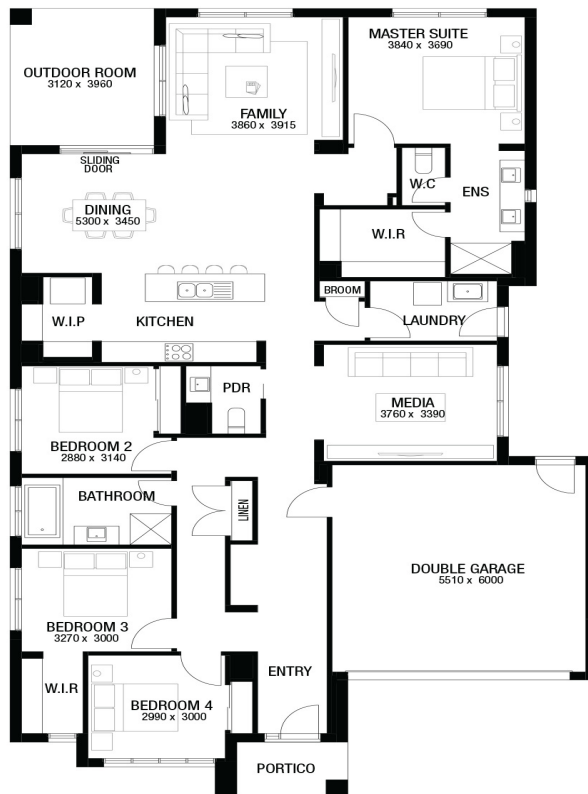 MASTER SUITE
3840 x 3690
OUTDOOR ROOM
3120 x 3960
FAMILY
3860 x 3915
SLIDING
DOOR
W.C
ENS
DINING
5300 x 3450
W.I.R
BROOM
W.I.P
KITCHEN
LAUNDRY
PDR
MEDIA
3760 x 3390
BEDROOM 2
2880 x 3140
BATHROOM
LINEN
DOUBLE GARAGE
5510 x 6000
BEDROOM 3
3270 x 3000
ENTRY
W.I.R
BEDROOM 4
2990 x 3000
PORTICO